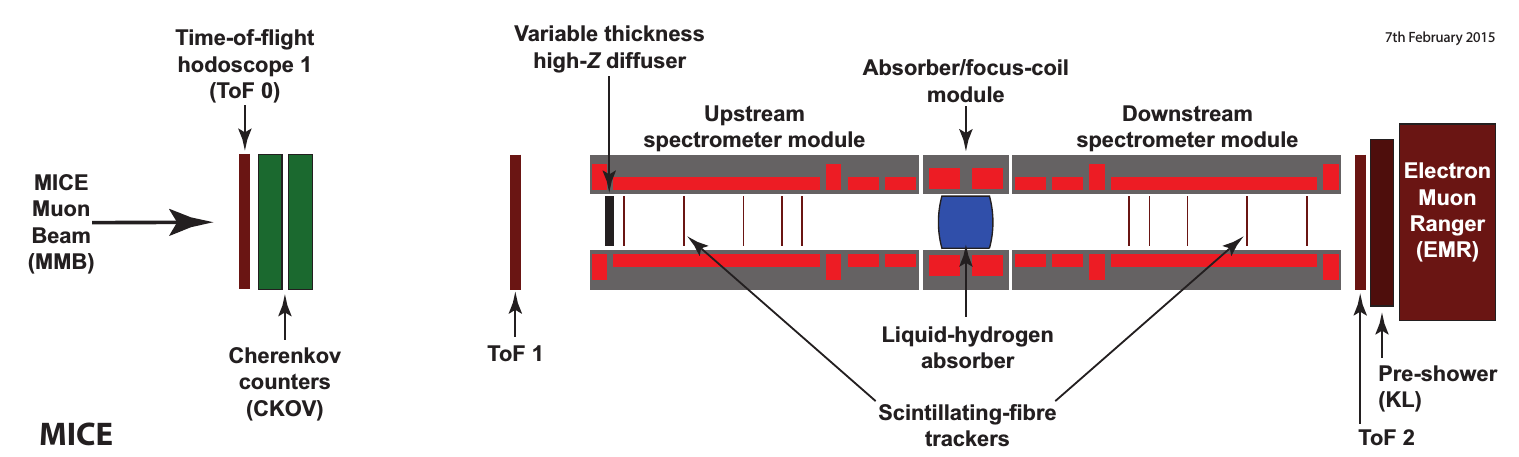 Time-of-flight
hodoscope 1
(ToF 0)
Variable thickness
high-Z diffuser
7th February 2015
Absorber/focus-coil
module
Upstream
spectrometer module
Downstream
spectrometer module
MICE
Muon
Beam
(MMB)
Electron
Muon
Ranger
(EMR)
Cherenkov
counters
(CKOV)
ToF 1
Liquid-hydrogen
absorber
Scintillating-fibre
trackers
Pre-shower
(KL)
ToF 2
MICE